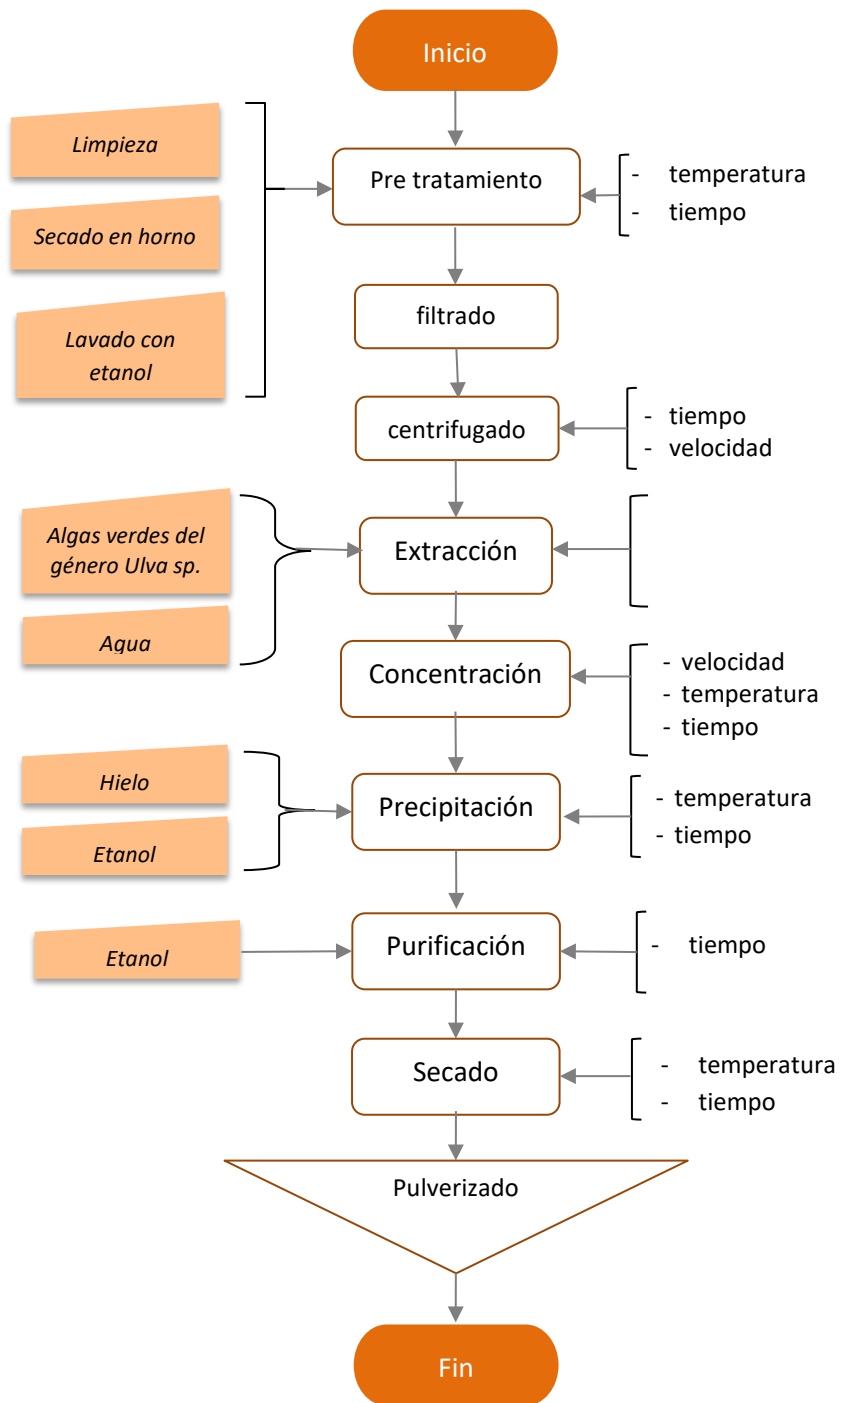 Inicio
Limpieza
Pre tratamiento
- temperatura
- tiempo
Secado en horno
filtrado
Lavado con
etanol
centrifugado
- tiempo
- velocidad
Algas verdes del
género Ulva sp.
Extracción
Agua
Concentración
- velocidad
- temperatura
- tiempo
Hielo
Precipitación
- temperatura
- tiempo
Etanol
Etanol
Purificación
- tiempo
Secado
- temperatura
- tiempo
Pulverizado
Fin